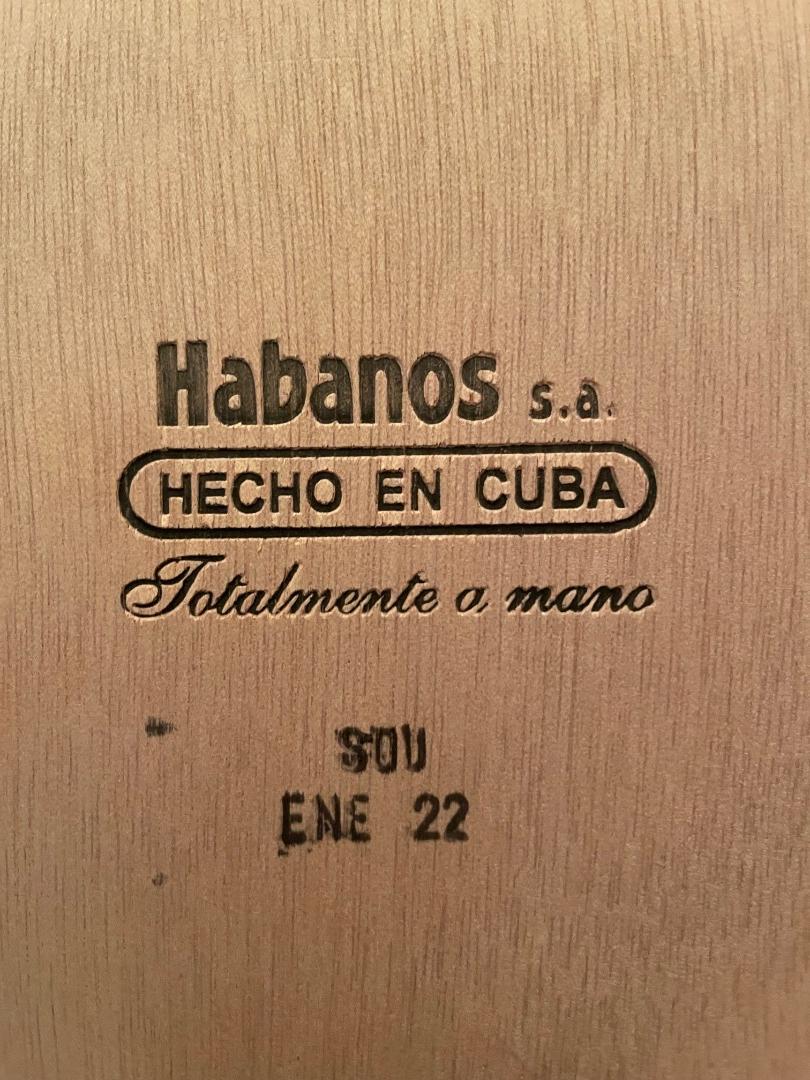 Habanos s.a.
HECHO EN CUBA
Totalmente a mano
SOU
ENE 22